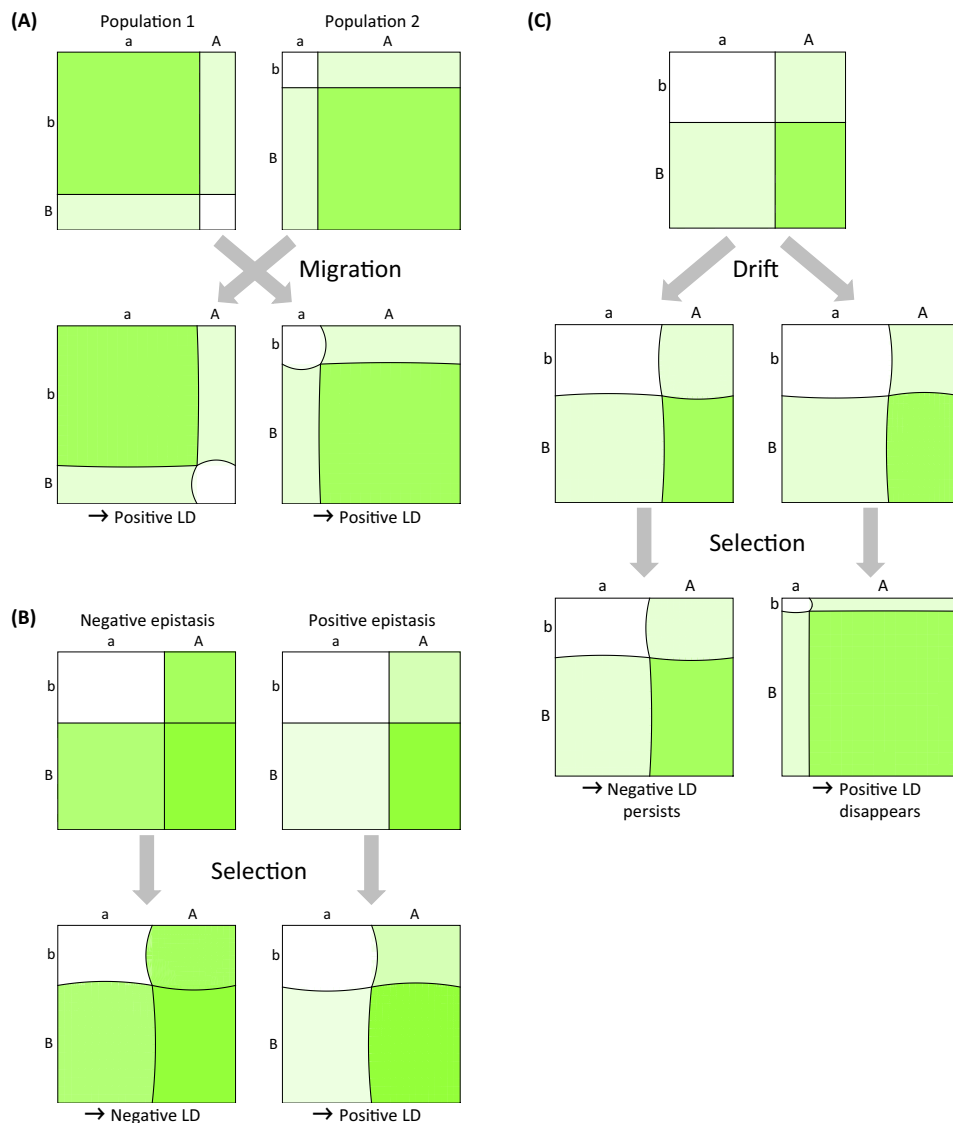 (A)
Population 1
Population 2
a A
a A
b
B
b
B
Migration
a A
a A
b
B
b
B
→ Positive LD
→ Positive LD
(B)
Negative epistasis
Positive epistasis
a A
a A
b
B
b
B
Selection
a A
a A
b
B
b
B
→ Negative LD
→ Positive LD
(C)
a A
b
B
Drift
a A
a A
b
B
b
B
Selection
a A
a A
b
B
b
B
→ Negative LD
persists
→ Positive LD
disappears